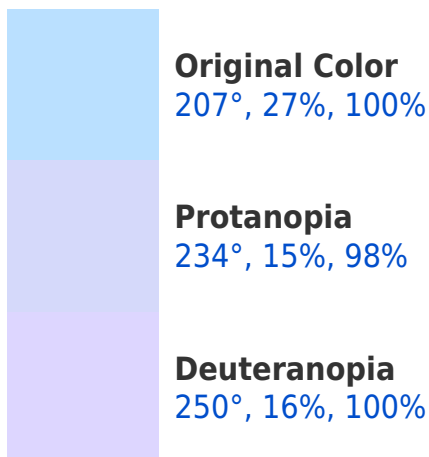 Original Color
207°, 27%, 100%
Protanopia
234°, 15%, 98%
Deuteranopia
250°, 16%, 100%